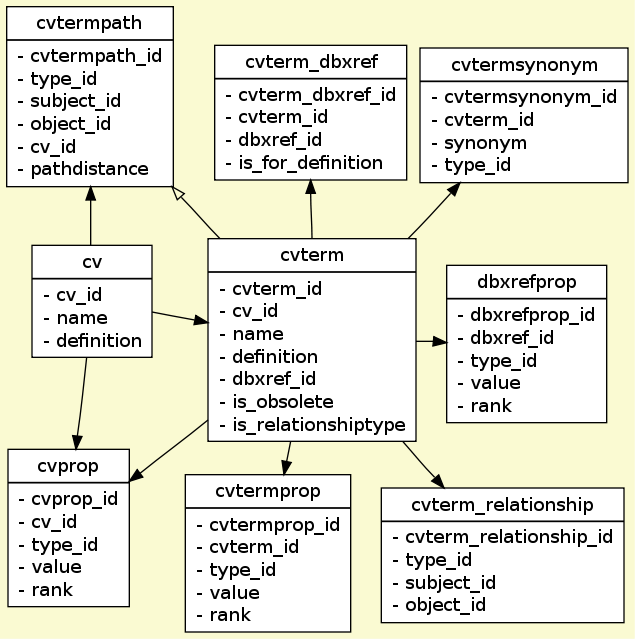 cvtermpath
- cvtermpath_id
- type_id
- subject_id
- object_id
- cv_id
- pathdistance
cvterm_dbxref
- cvterm_dbxref_id
- cvterm_id
- dbxref_id
- is_for_definition
cvtermsynonym
- cvtermsynonym_id
- cvterm_id
- synonym
- type_id
cv
- cv_id
- name
- definition
cvterm
- cvterm_id
- cv_id
- name
- definition
- dbxref_id
- is_obsolete
- is_relationshiptype
dbxrefprop
- dbxrefprop_id
- dbxref_id
- type_id
- value
- rank
cvprop
- cvprop_id
- cv_id
- type_id
- value
- rank
cvtermprop
- cvtermprop_id
- cvterm_id
- type_id
- value
- rank
cvterm_relationship
- cvterm_relationship_id
- type_id
- subject_id
- object_id